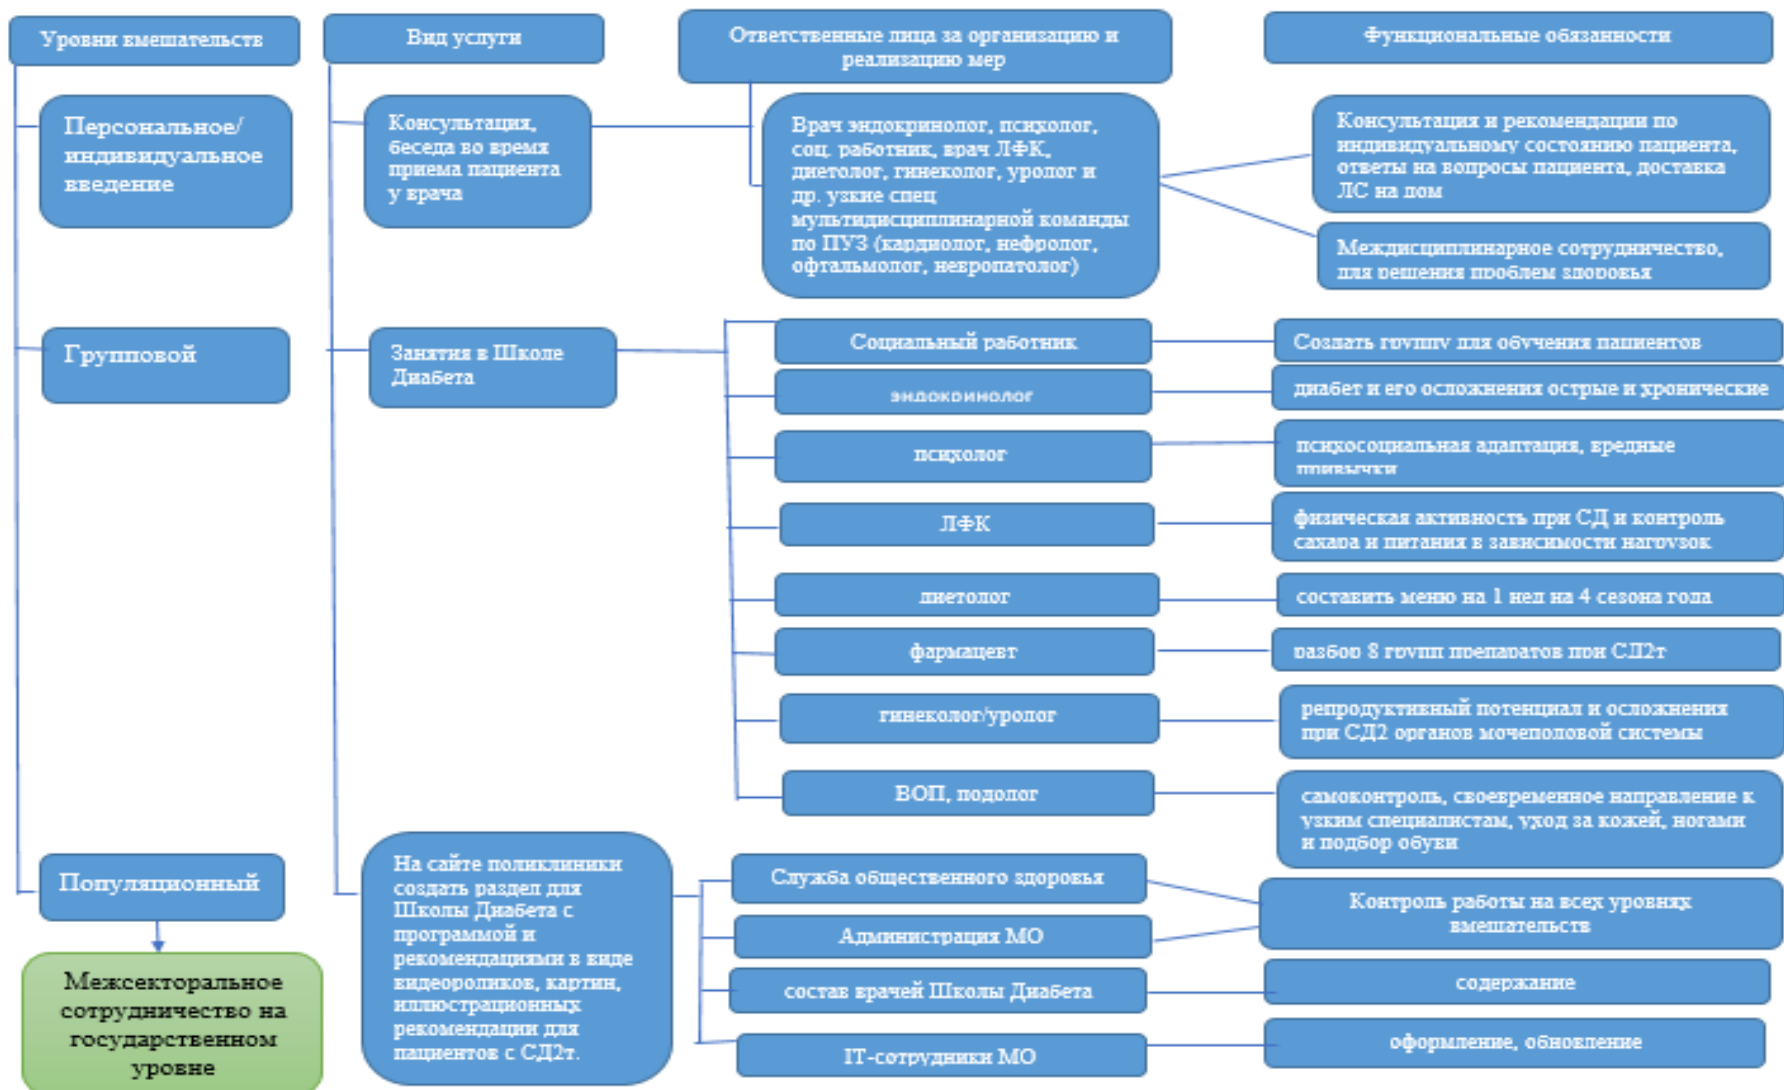 Уровни вмешательств
Вид услуги
Ответственные лица за организацию и
реализацию мер
Функциональные обязанности
Персональное/
индивидуальное
введение
Консультация,
беседа во время
приема пациента
у врача
Врач эндокринолог, психолог,
соц. работник, врач ЛФК,
диетолог, гинеколог, уролог и
др. узкие спец
мультидисциплинарной команды
по ПУЗ (кардиолог, нефролог,
офтальмолог, невропатолог)
Консультация и рекомендации по
индивидуальному состоянию пациента,
ответы на вопросы пациента, доставка
ЛС на дом
Междисциплинарное сотрудничество,
для решения проблем здоровья
Групповой
Занятия в Школе
Диабета
Социальный работник
Создать группу для обучения пациентов
эндокринолог
диабет и его осложнения острые и хронические
психолог
психосоциальная адаптация, вредные
привычки
ЛФК
физическая активность при СД и контроль
сахара и питания в зависимости нагрузок
диетолог
составить меню на 1 нед на 4 сезона года
фармацевт
разбор 8 групп препаратов при СД2т
гинеколог/уролог
репродуктивный потенциал и осложнения
при СД2 органов мочеполовой системы
ВОП, подолог
самоконтроль, своевременное направление к
узким специалистам, уход за кожей, ногами
и подбор обуви
Популяционный
На сайте поликлиники
создать раздел для
Школы Диабета с
программой и
рекомендациями в виде
видеороликов, картин,
иллюстрационных
рекомендации для
пациентов с СД2т.
Служба общественного здоровья
Администрация МО
Контроль работы на всех уровнях
вмешательств
состав врачей Школы Диабета
содержание
IT-сотрудники МО
оформление, обновление
Межсекторальное
сотрудничество на
государственном
уровне